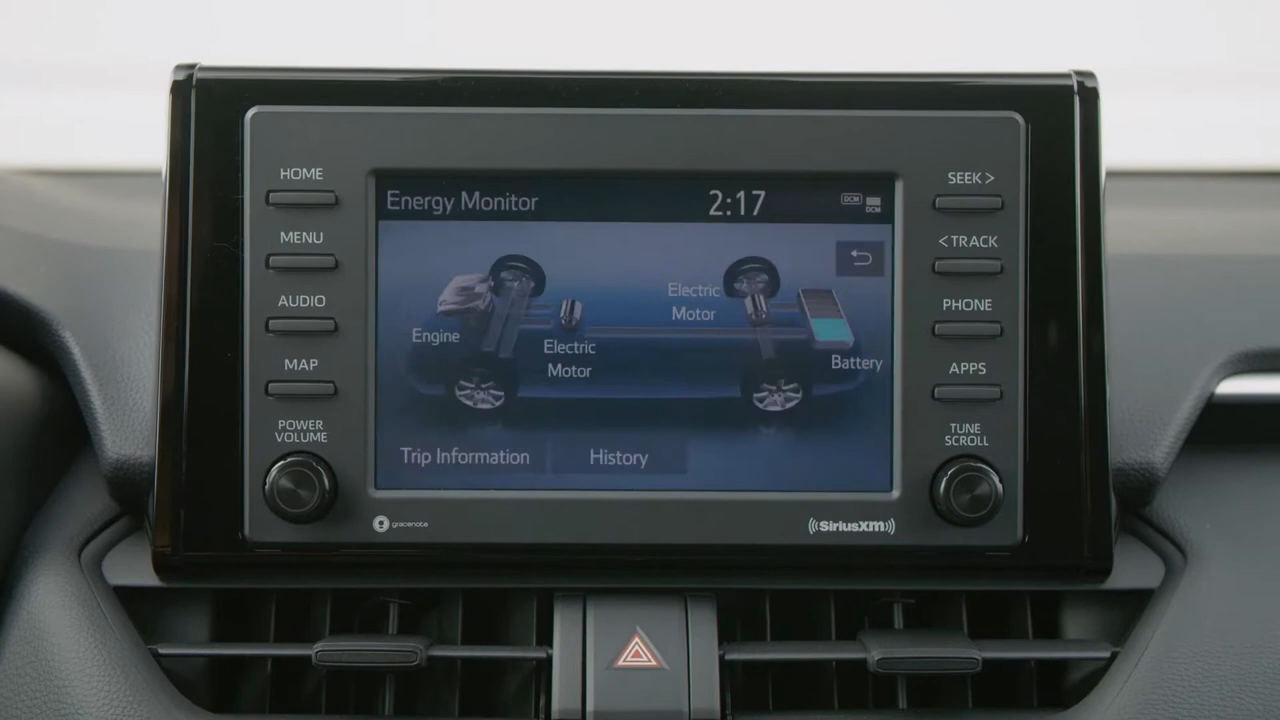 HOME
MENU
AUDIO
MAP
POWER
VOLUME
Energy Monitor
2:17
DCM
DCM
Engine
Electric
Motor
Electric
Motor
Battery
Trip Information
History
SEEK >
< TRACK
PHONE
APPS
TUNE
SCROLL
gracenote
((SiriusXM))